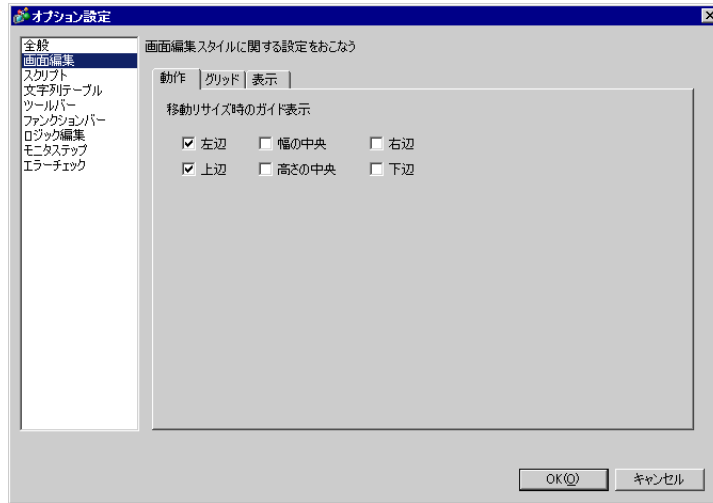 オプション設定
全般
画面編集
スクリプト
文字列テーブル
ツールバー
ファンクションバー
ロジック編集
モニタステップ
エラーチェック
画面編集スタイルに関する設定をおこなう
動作 グリッド 表示
移動リサイズ時のガイド表示
左辺 幅の中央 右辺
上辺 高さの中央 下辺
OK(O) キャンセル